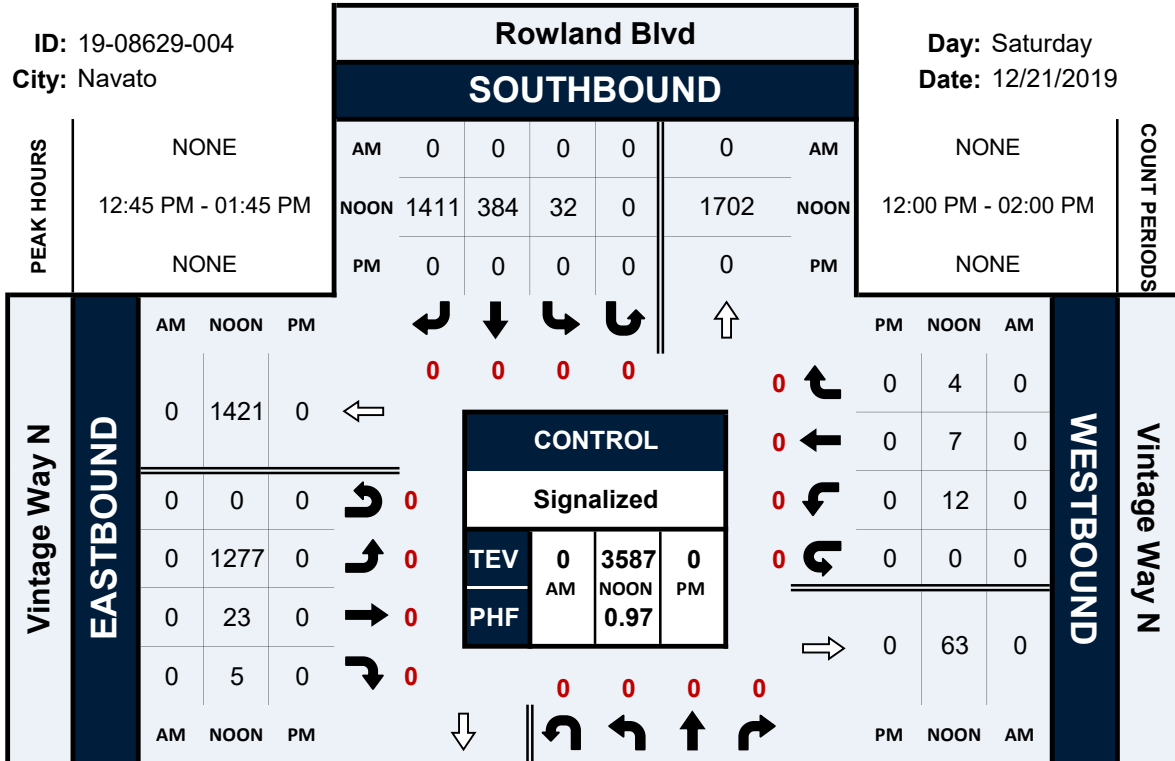 ID: 19-08629-004
City: Navato
Rowland Blvd
SOUTHBOUND
Day: Saturday
Date: 12/21/2019
PEAK HOURS
NONE
12:45 PM - 01:45 PM
NONE
AM 0 0 0 0 0 AM
NOON 1411 384 32 0 1702 NOON
PM 0 0 0 0 0 PM
NONE
12:00 PM - 02:00 PM
NONE
COUNT PERIODS
0 0 0 0
Vintage Way N
EASTBOUND
AM NOON PM
0 1421 0
0 0 0 0
0 1277 0 0
0 23 0 0
0 5 0 0
AM NOON PM
CONTROL
Signalized
TEV 0 3587 0
AM NOON PM
PHF 0.97
PM NOON AM
0 0 4 0
0 0 7 0
0 0 12 0
0 0 0 0
0 63 0
PM NOON AM
WESTBOUND
Vintage Way N
0 0 0 0